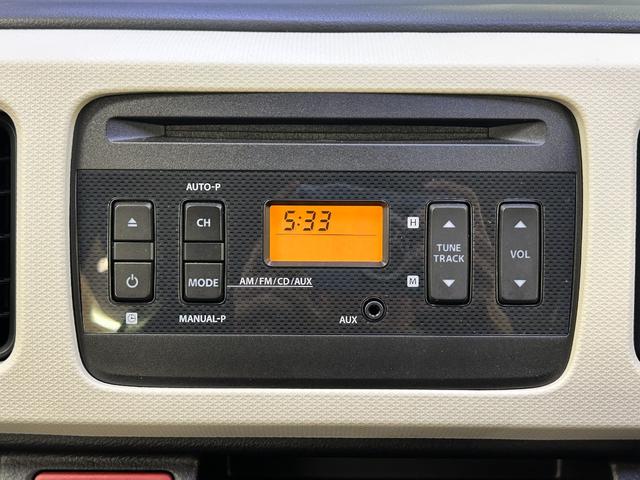 AUTO-P
CH
5:33
H
TUNE
TRACK
VOL
MODE
AM/FM/CD/AUX
M
MANUAL-P
AUX